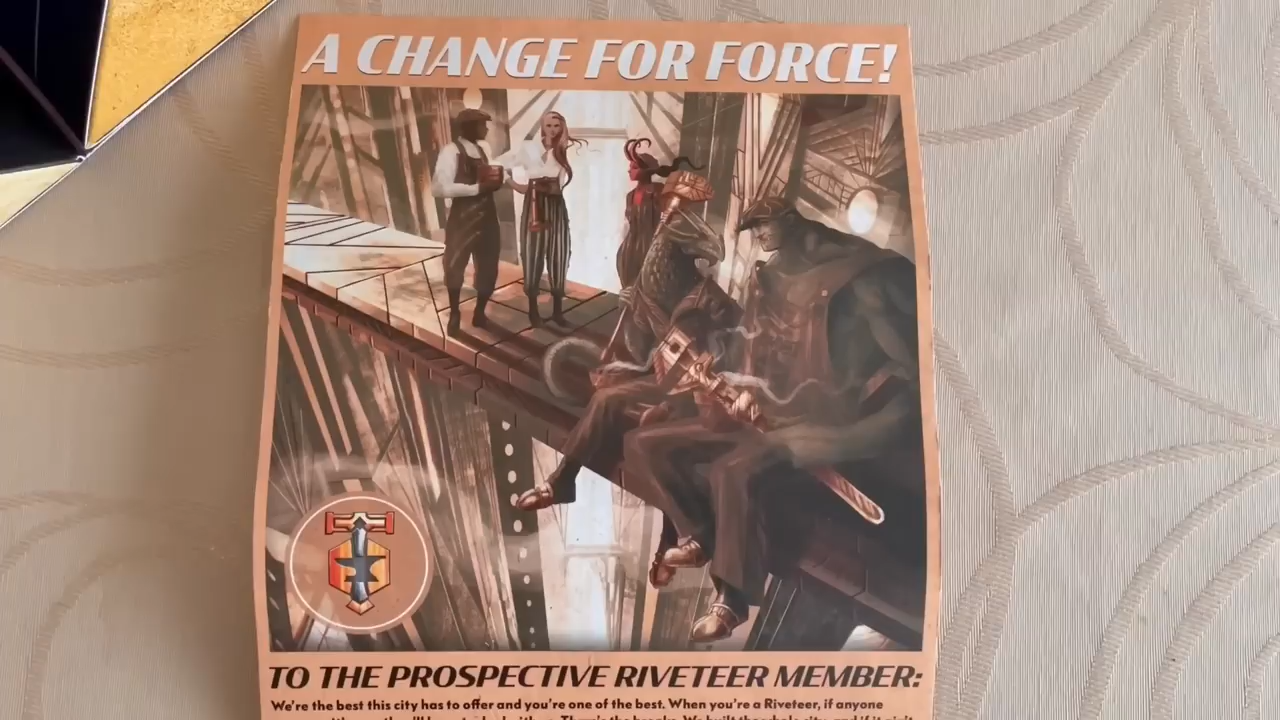 A CHANGE FOR FORCE!
TO THE PROSPECTIVE RIVETEER MEMBER:
We're the best this city has to offer and you're one of the best. When you're a Riveteer, if anyone